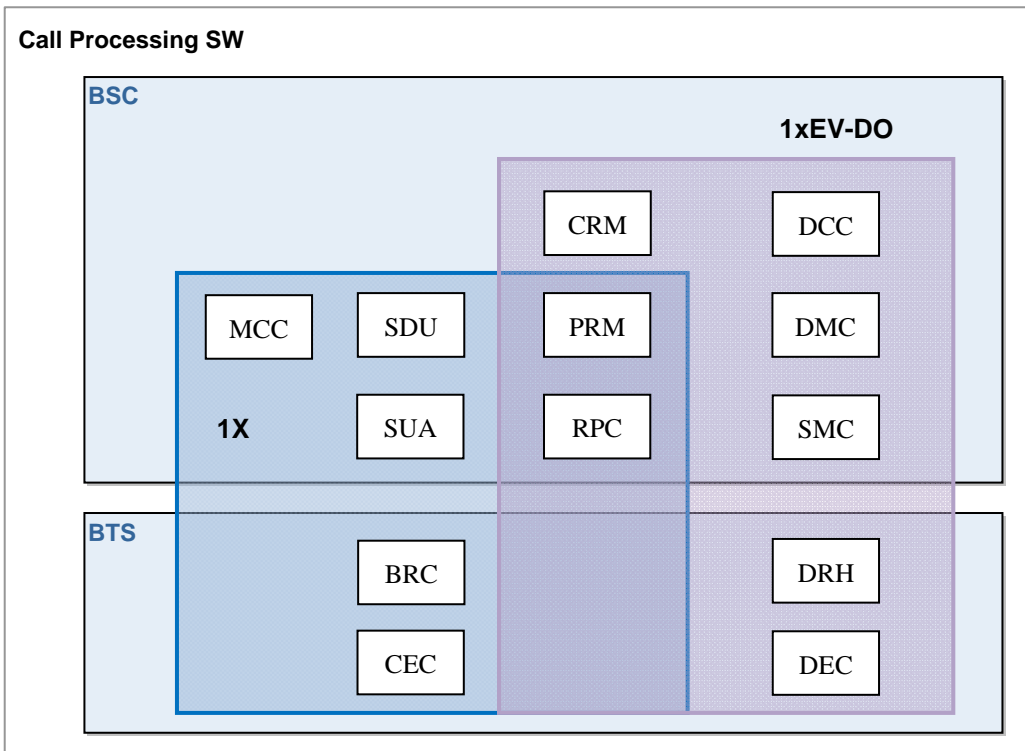 Call Processing SW
BSC
1xEV-DO
CRM
DCC
MCC
SDU
PRM
DMC
1X
SUA
RPC
SMC
BTS
BRC
DRH
CEC
DEC